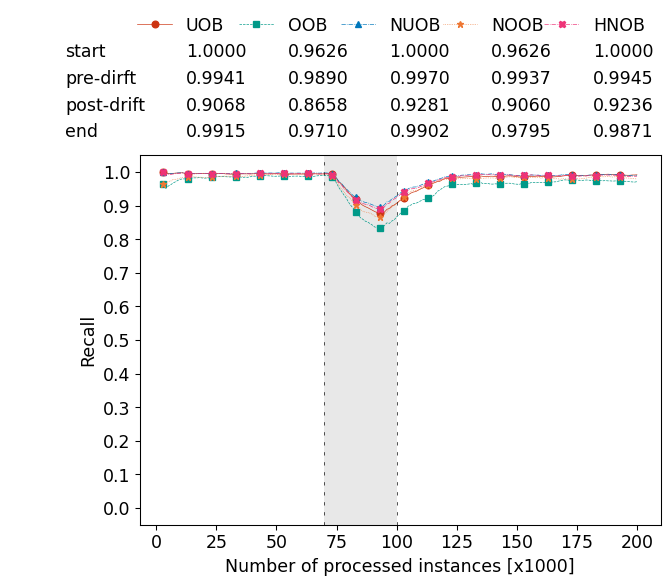 UOB OOB NUOB NOOB HNOB
start 1.0000 0.9626 1.0000 0.9626 1.0000
pre-dirft 0.9941 0.9890 0.9970 0.9937 0.9945
post-drift 0.9068 0.8658 0.9281 0.9060 0.9236
end 0.9915 0.9710 0.9902 0.9795 0.9871
1.0
0.9
0.8
0.7
0.6
0.5
0.4
0.3
0.2
0.1
0.0
Recall
0 25 50 75 100 125 150 175 200
Number of processed instances [x1000]